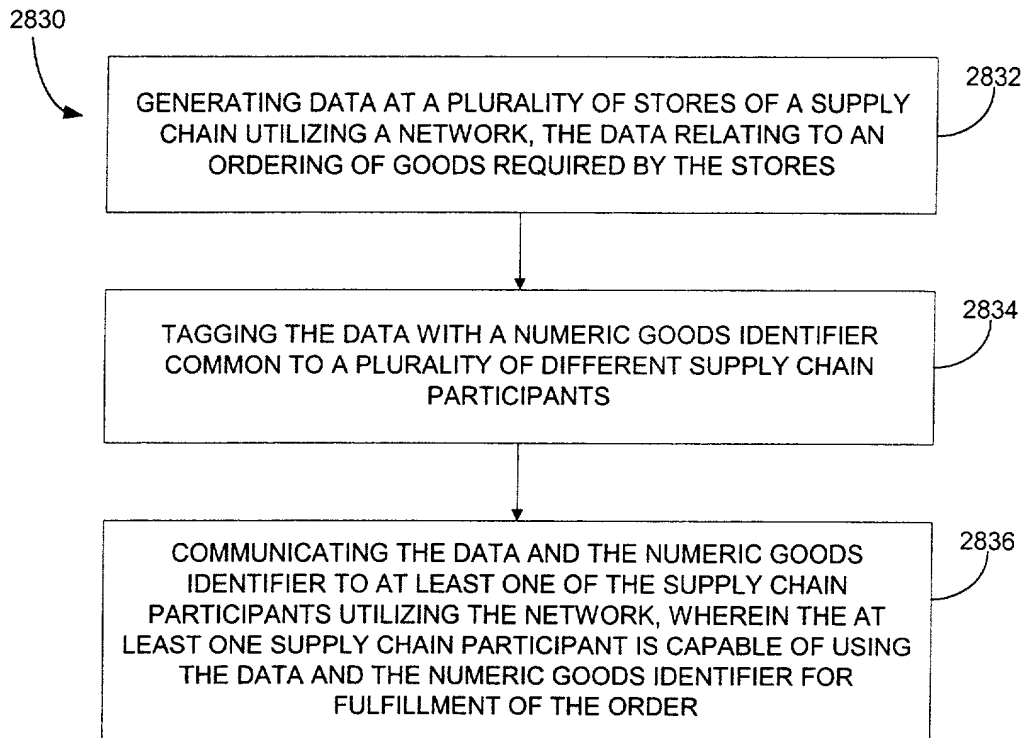 2830
2832
GENERATING DATA AT A PLURALITY OF STORES OF A SUPPLY
CHAIN UTILIZING A NETWORK, THE DATA RELATING TO AN
ORDERING OF GOODS REQUIRED BY THE STORES
2834
TAGGING THE DATA WITH A NUMERIC GOODS IDENTIFIER
COMMON TO A PLURALITY OF DIFFERENT SUPPLY CHAIN
PARTICIPANTS
2836
COMMUNICATING THE DATA AND THE NUMERIC GOODS
IDENTIFIER TO AT LEAST ONE OF THE SUPPLY CHAIN
PARTICIPANTS UTILIZING THE NETWORK, WHEREIN THE AT
LEAST ONE SUPPLY CHAIN PARTICIPANT IS CAPABLE OF USING
THE DATA AND THE NUMERIC GOODS IDENTIFIER FOR
FULFILLMENT OF THE ORDER